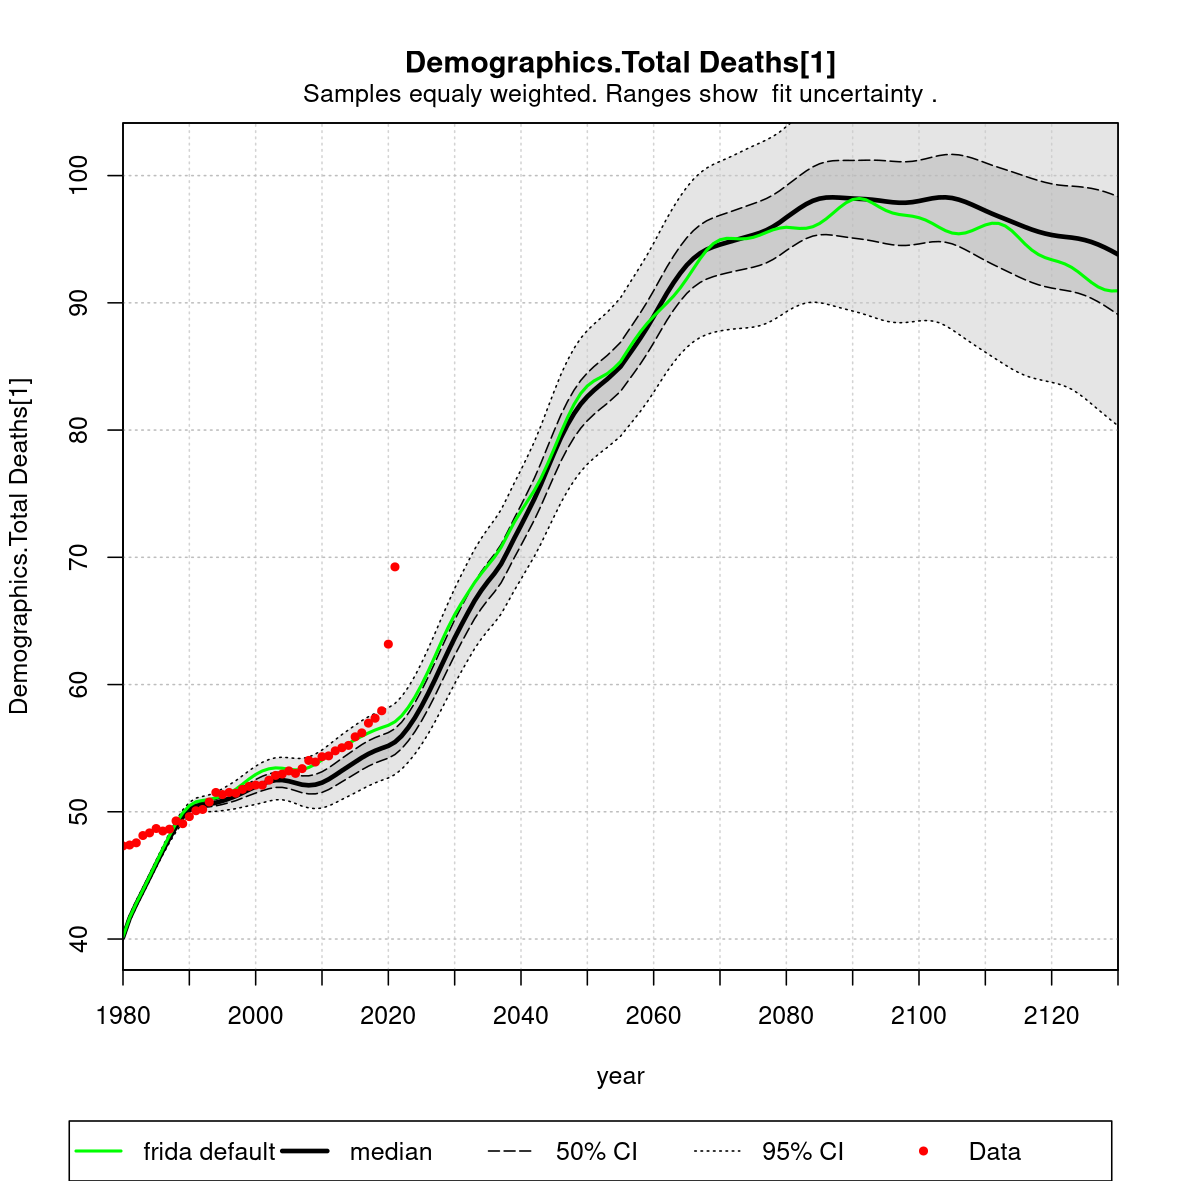 Demographics.Total Deaths[1]
Samples equaly weighted. Ranges show  fit uncertainty .
Demographics.Total Deaths[1]
100
90
80
70
60
50
40
1980 2000 2020 2040 2060 2080 2100 2120
year
frida default median 50% CI 95% CI Data